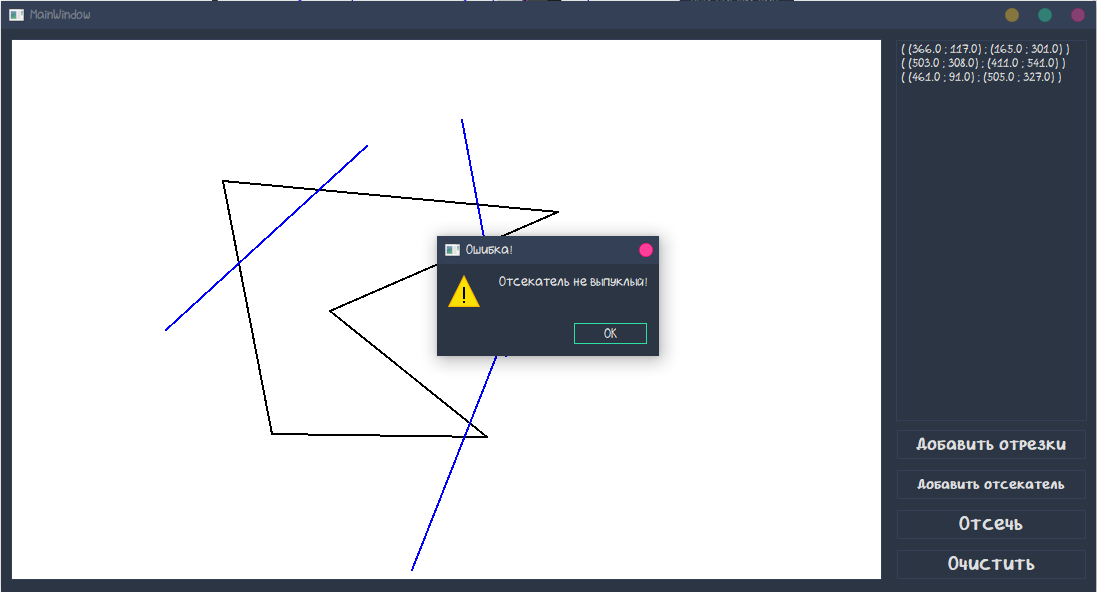 MainWindow
( (366.0 ; 117.0) ; (165.0 ; 301.0) )
( (503.0 ; 308.0) ; (411.0 ; 541.0) )
( (461.0 ; 91.0) ; (505.0 ; 327.0) )
Ошибка!
Отсекатель не выпуклый!
OK
Добавить отрезки
Добавить отсекатель
Отсечь
Очистить